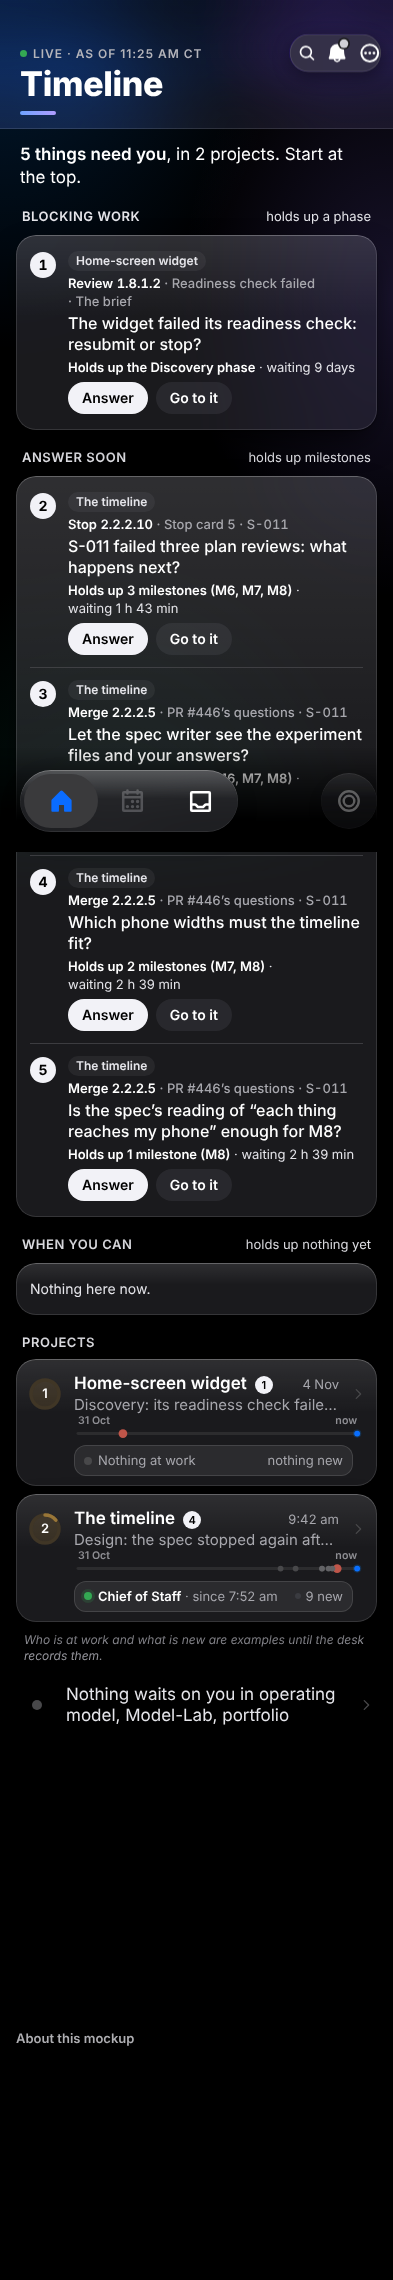 LIVE · AS OF 11:25 AM CT
Timeline
5 things need you, in 2 projects. Start at
the top.
BLOCKING WORK
holds up a phase
1
Home-screen widget
Review 1.8.1.2 · Readiness check failed
· The brief
The widget failed its readiness check:
resubmit or stop?
Holds up the Discovery phase · waiting 9 days
Answer
Go to it
ANSWER SOON
holds up milestones
2
The timeline
Stop 2.2.2.10 · Stop card 5 · S-011
S-011 failed three plan reviews: what
happens next?
Holds up 3 milestones (M6, M7, M8) ·
waiting 1 h 43 min
Answer
Go to it
3
The timeline
Merge 2.2.2.5 · PR #446’s questions · S-011
Let the spec writer see the experiment
files and your answers?
M7, M8) ·
4
The timeline
Merge 2.2.2.5 · PR #446’s questions · S-011
Which phone widths must the timeline
fit?
Holds up 2 milestones (M7, M8) ·
waiting 2 h 39 min
Answer
Go to it
5
The timeline
Merge 2.2.2.5 · PR #446’s questions · S-011
Is the spec’s reading of “each thing
reaches my phone” enough for M8?
Holds up 1 milestone (M8) · waiting 2 h 39 min
Answer
Go to it
WHEN YOU CAN
holds up nothing yet
Nothing here now.
PROJECTS
1
Home-screen widget 1
4 Nov
Discovery: its readiness check faile...
31 Oct
now
Nothing at work
nothing new
2
The timeline 4
9:42 am
Design: the spec stopped again aft...
31 Oct
now
Chief of Staff · since 7:52 am
9 new
Who is at work and what is new are examples until the desk
records them.
Nothing waits on you in operating
model, Model-Lab, portfolio
About this mockup